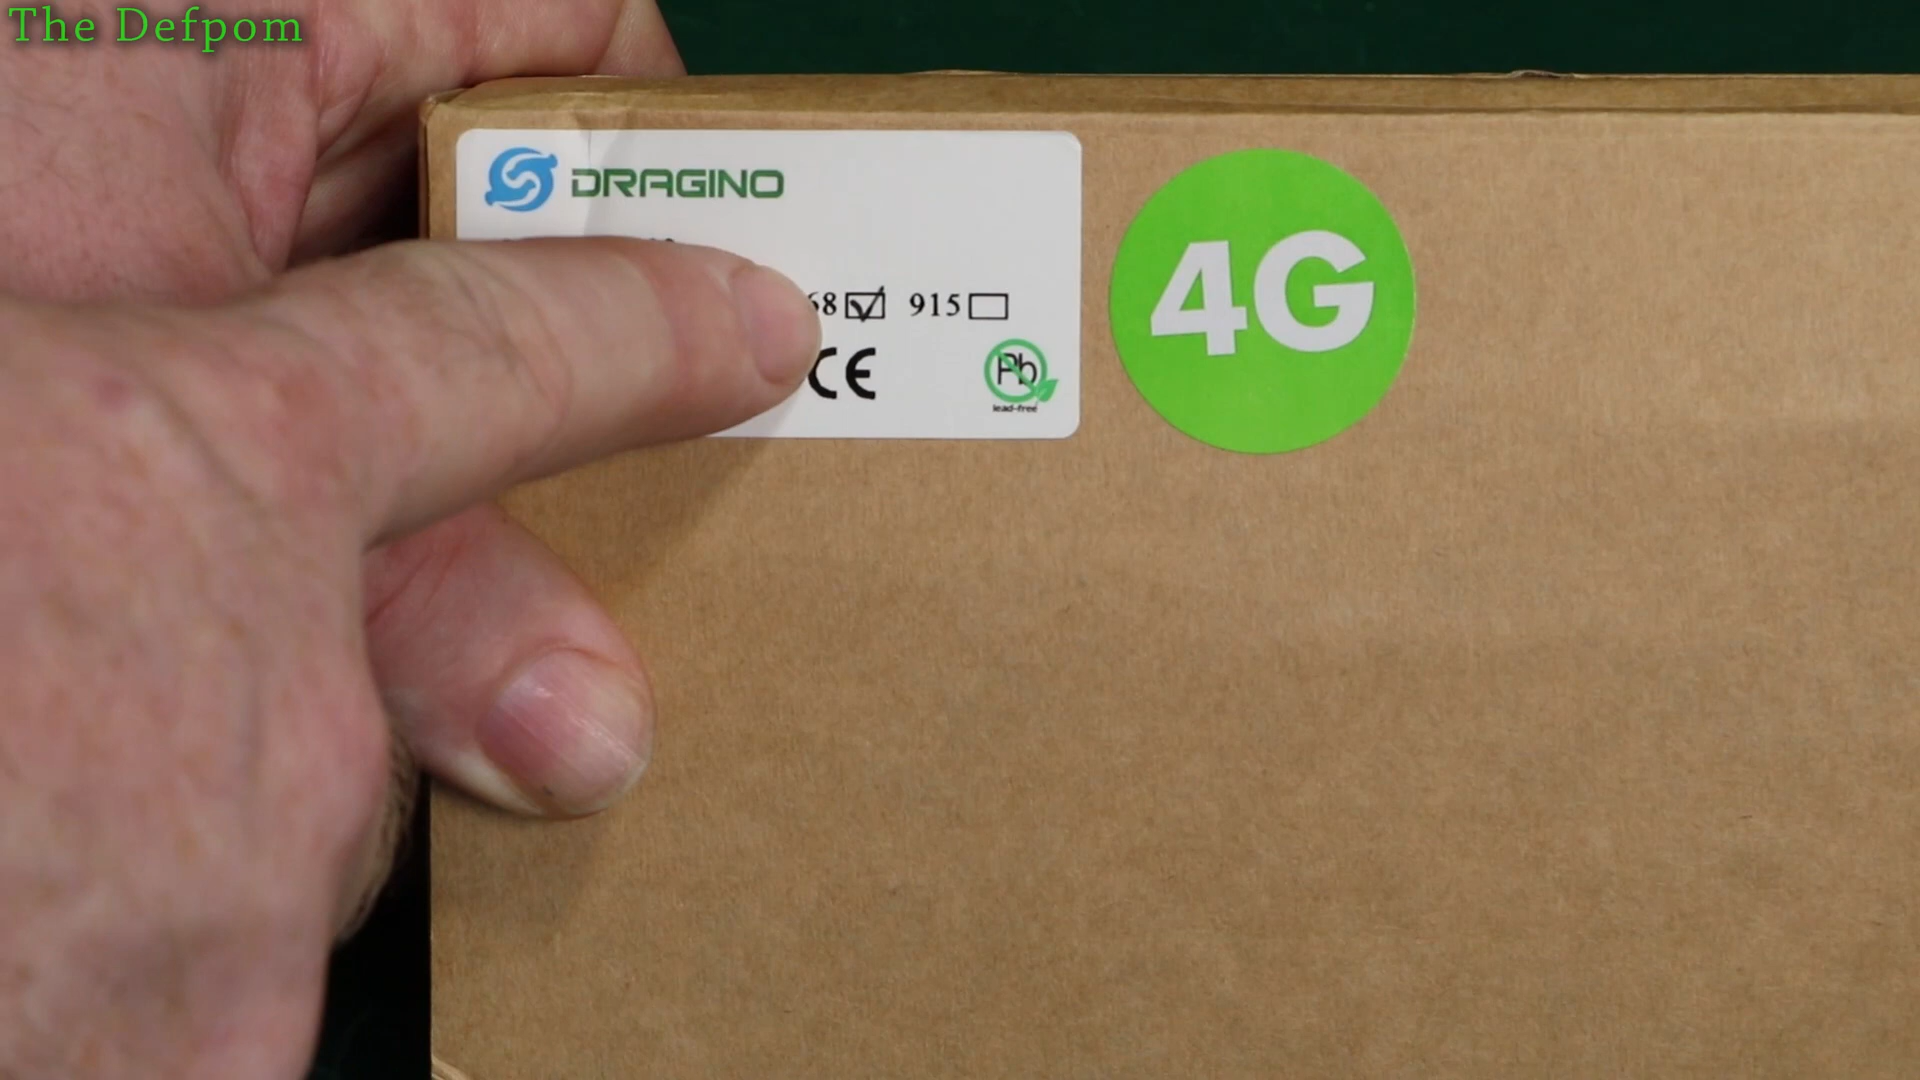 The Defpom
DRAGINO
68 915
CE
Pb
lead-free
4G